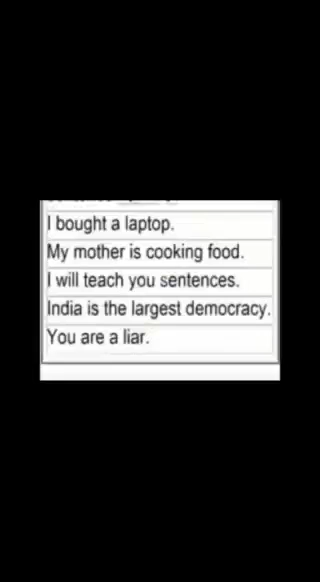 I bought a laptop.
My mother is cooking food.
I will teach you sentences.
India is the largest democracy.
You are a liar.